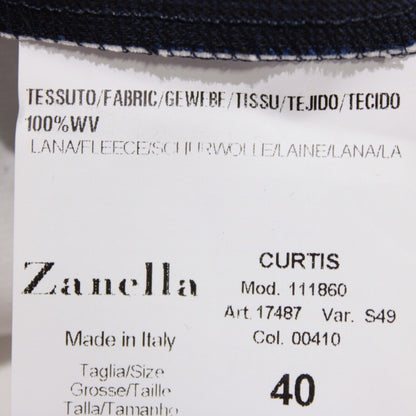 TESSUTO/FABRIC/GEWEBE/TISSU/TEJIDO/TECIDO
100%WV
LANA/FLEECE/SCHURWOLLE/LAINE/LANA/LA
Zanella
CURTIS
Mod. 111860
Art. 17487 Var. S49
Made in Italy
Col. 00410
Taglia/Size
Grosse/Taille
Talla/Tamanho
40